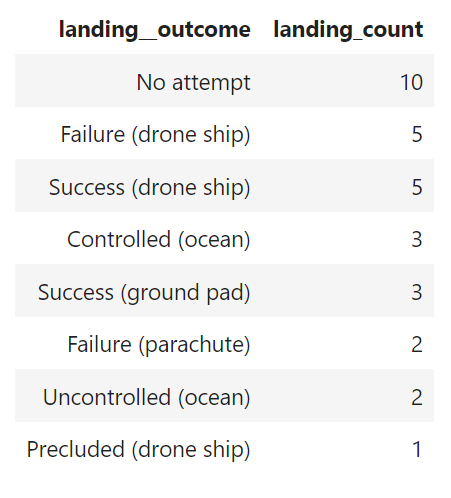 landing__outcome landing_count
No attempt 10
Failure (drone ship) 5
Success (drone ship) 5
Controlled (ocean) 3
Success (ground pad) 3
Failure (parachute) 2
Uncontrolled (ocean) 2
Precluded (drone ship) 1